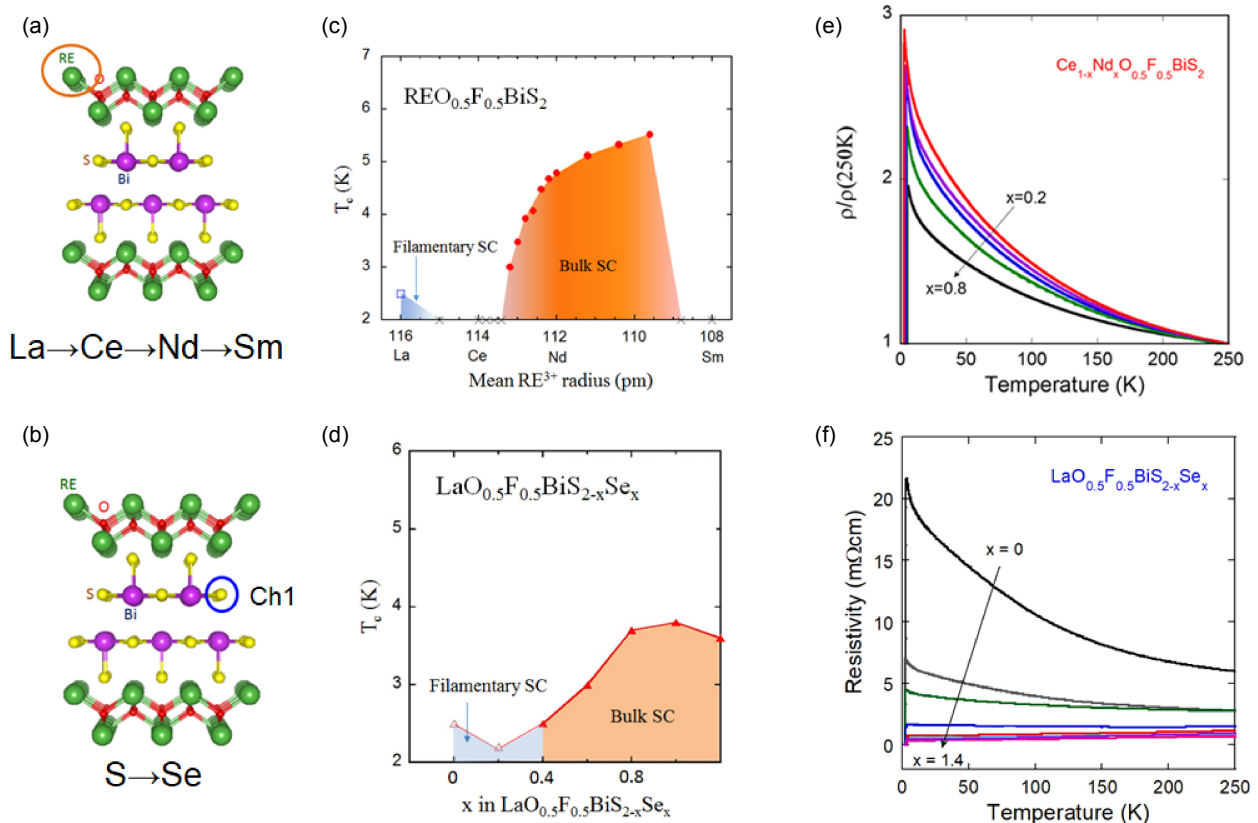 (a)
RE
O
S
Bi
La→Ce→Nd→Sm
(b)
RE
O
S
Bi
Ch1
S→Se
(c)
REO0.5F0.5BiS2
Filamentary SC
Bulk SC
Tc (K)
7
6
5
4
3
2
116 114 112 110 108
La Ce Nd Sm
Mean RE3+ radius (pm)
(d)
LaO0.5F0.5BiS2-xSex
Filamentary SC
Bulk SC
Tc (K)
6
5
4
3
2
0 0.4 0.8
x in LaO0.5F0.5BiS2-xSex
(e)
Ce1-xNdxO0.5F0.5BiS2
x=0.2
x=0.8
ρ/ρ(250K)
3
2
1
0 50 100 150 200 250
Temperature (K)
(f)
LaO0.5F0.5BiS2-xSex
x = 0
x = 1.4
Resistivity (mΩcm)
25
20
15
10
5
0
0 50 100 150 200 250
Temperature (K)